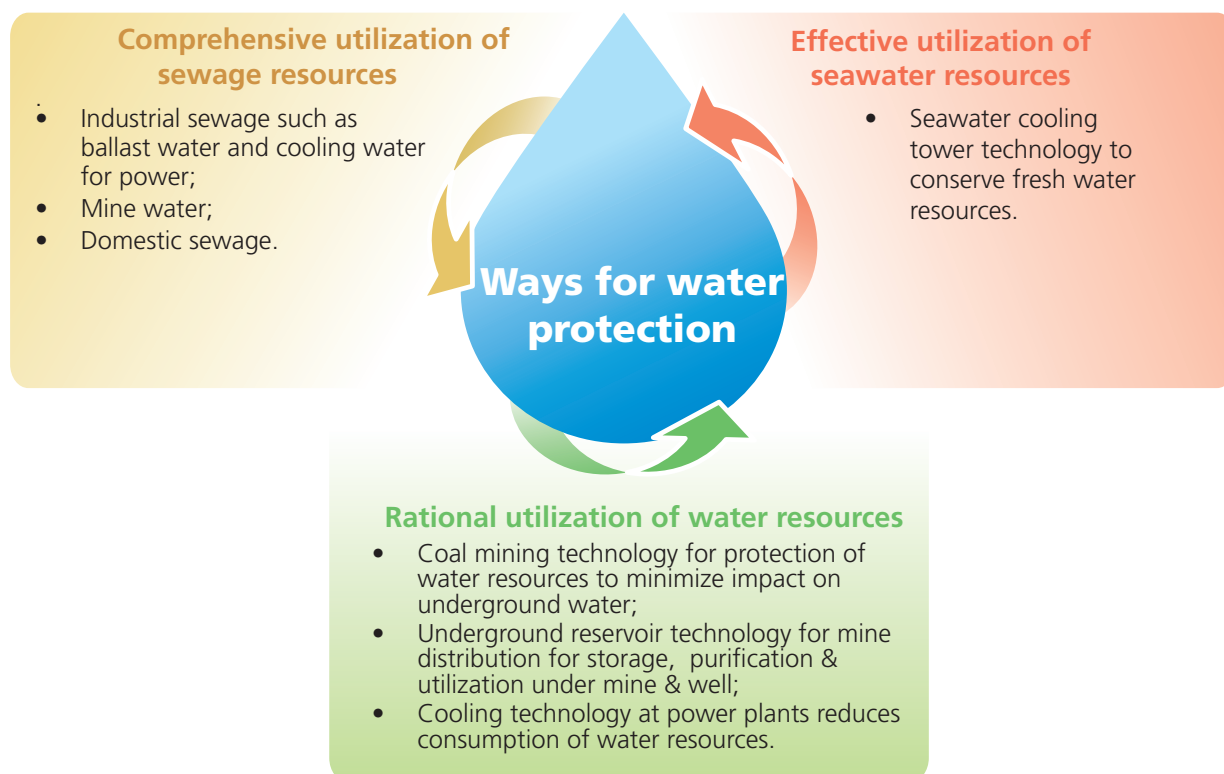 Comprehensive utilization of
sewage resources
.
• Industrial sewage such as
ballast water and cooling water
for power;
• Mine water;
• Domestic sewage.
Effective utilization of
seawater resources
• Seawater cooling
tower technology to
conserve fresh water
resources.
Ways for water
protection
Rational utilization of water resources
• Coal mining technology for protection of
water resources to minimize impact on
underground water;
• Underground reservoir technology for mine
distribution for storage, purification &
utilization under mine & well;
• Cooling technology at power plants reduces
consumption of water resources.